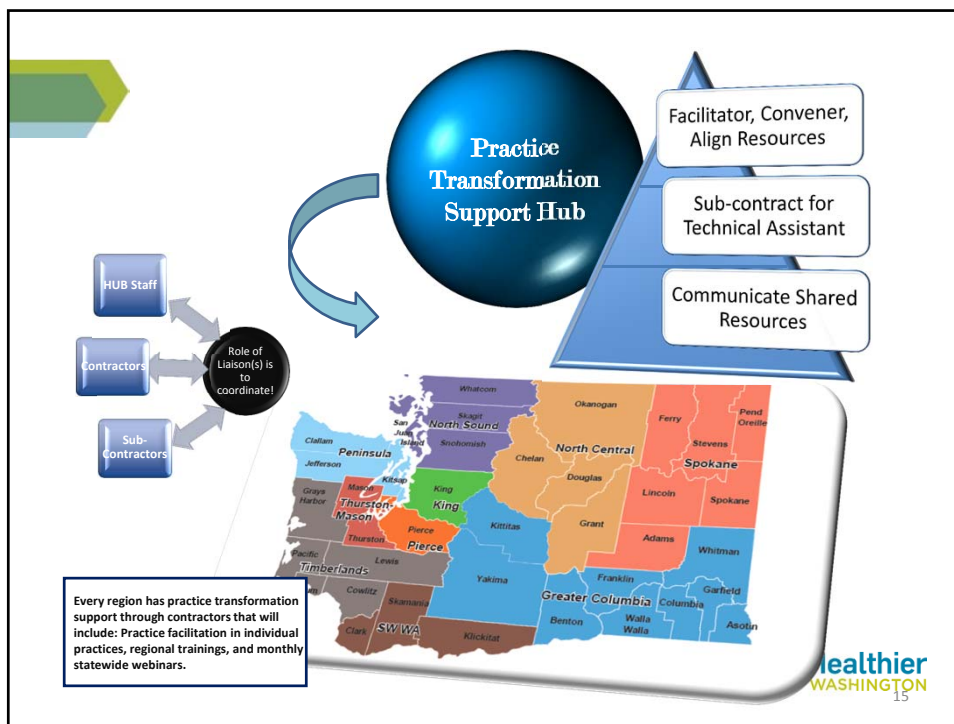 Practice
Transformation
Support Hub
Facilitator, Convener,
Align Resources
Sub-contract for
Technical Assistant
Communicate Shared
Resources
HUB Staff
Contractors
Sub-
Contractors
Role of
Liaison(s) is
to
coordinate!
Whatcom
Skagit
San
Juan
Island
North Sound
Snohomish
Okanogan
Ferry
Pend
Oreille
Stevens
Spokane
North Central
Chelan
Douglas
Clallam
Peninsula
Jefferson
Kitsap
Grays
Harbor
Mason
Thurston-
Mason
King
King
Lincoln
Spokane
Grant
Kittitas
Pierce
Pierce
Thurston
Adams
Whitman
Pacific
Lewis
Timberlands
Cowlitz
Yakima
Franklin
Garfield
Greater Columbia
Columbia
Skamania
Benton
Walla
Walla
Asotin
SW WA
Clark
Klickitat
Every region has practice transformation
support through contractors that will
include: Practice facilitation in individual
practices, regional trainings, and monthly
statewide webinars.
ealthier
WASHINGTON
15